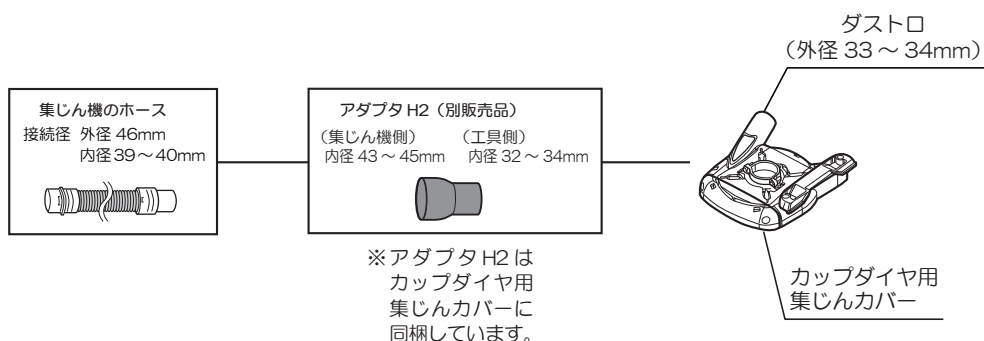 ダストロ
（外径 33 ～ 34mm）
集じん機のホース
接続径 外径 46mm
内径 39～40mm
アダプタ H2（別販売品）
（集じん機側） （工具側）
内径 43 ～ 45mm 内径 32 ～ 34mm
※アダプタ H2 は
カップダイヤ用
集じんカバーに
同梱しています。
カップダイヤ用
集じんカバー